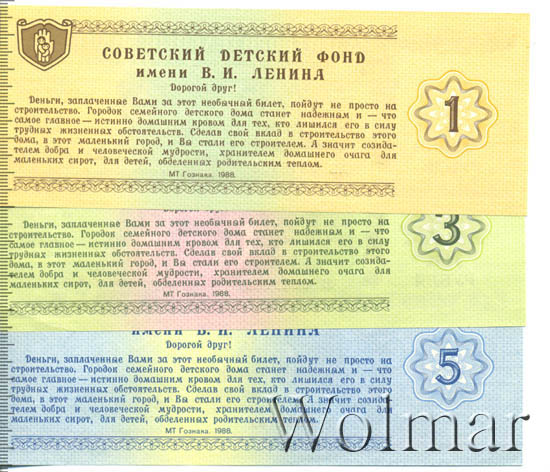 СОВЕТСКИЙ ДЕТСКИЙ ФОНД
ИМЕНИ В. И. ЛЕНИНА
Дорогой друг!
Деньги, заплаченные Вами за этот необычный билет, пойдут не просто на
строительство. Городок семейного детского дома станет надежным и — что
самое главное — истинно домашним кровом для тех, кто лишился его в силу
трудных жизненных обстоятельств. Сделав свой вклад в строительство этого
дома, в этот маленький город, и Вы стали его строителем. А значит созида-
телем добра и человеческой мудрости, хранителем домашнего очага для
маленьких сирот, для детей, обделенных родительским теплом.
МТ Гознака. 1988.
1
Дорогой друг!
Деньги, заплаченные Вами за этот необычный билет, пойдут не просто на
строительство. Городок семейного детского дома станет надежным и — что
самое главное — истинно домашним кровом для тех, кто лишился его в силу
трудных жизненных обстоятельств. Сделав свой вклад в строительство этого
дома, в этот маленький город, и Вы стали его строителем. А значит созида-
телем добра и человеческой мудрости, хранителем домашнего очага для
маленьких сирот, для детей, обделенных родительским теплом.
МТ Гознака. 1988.
3
ИМЕНИ В. И. ЛЕНИНА
Дорогой друг!
Деньги, заплаченные Вами за этот необычный билет, пойдут не просто на
строительство. Городок семейного детского дома станет надежным и — что
самое главное — истинно домашним кровом для тех, кто лишился его в силу
трудных жизненных обстоятельств. Сделав свой вклад в строительство этого
дома, в этот маленький город, и Вы стали его строителем. А значит созида-
телем добра и человеческой мудрости, хранителем домашнего очага для
маленьких сирот, для детей, обделенных родительским теплом.
МТ Гознака. 1988.
5
Wolmar